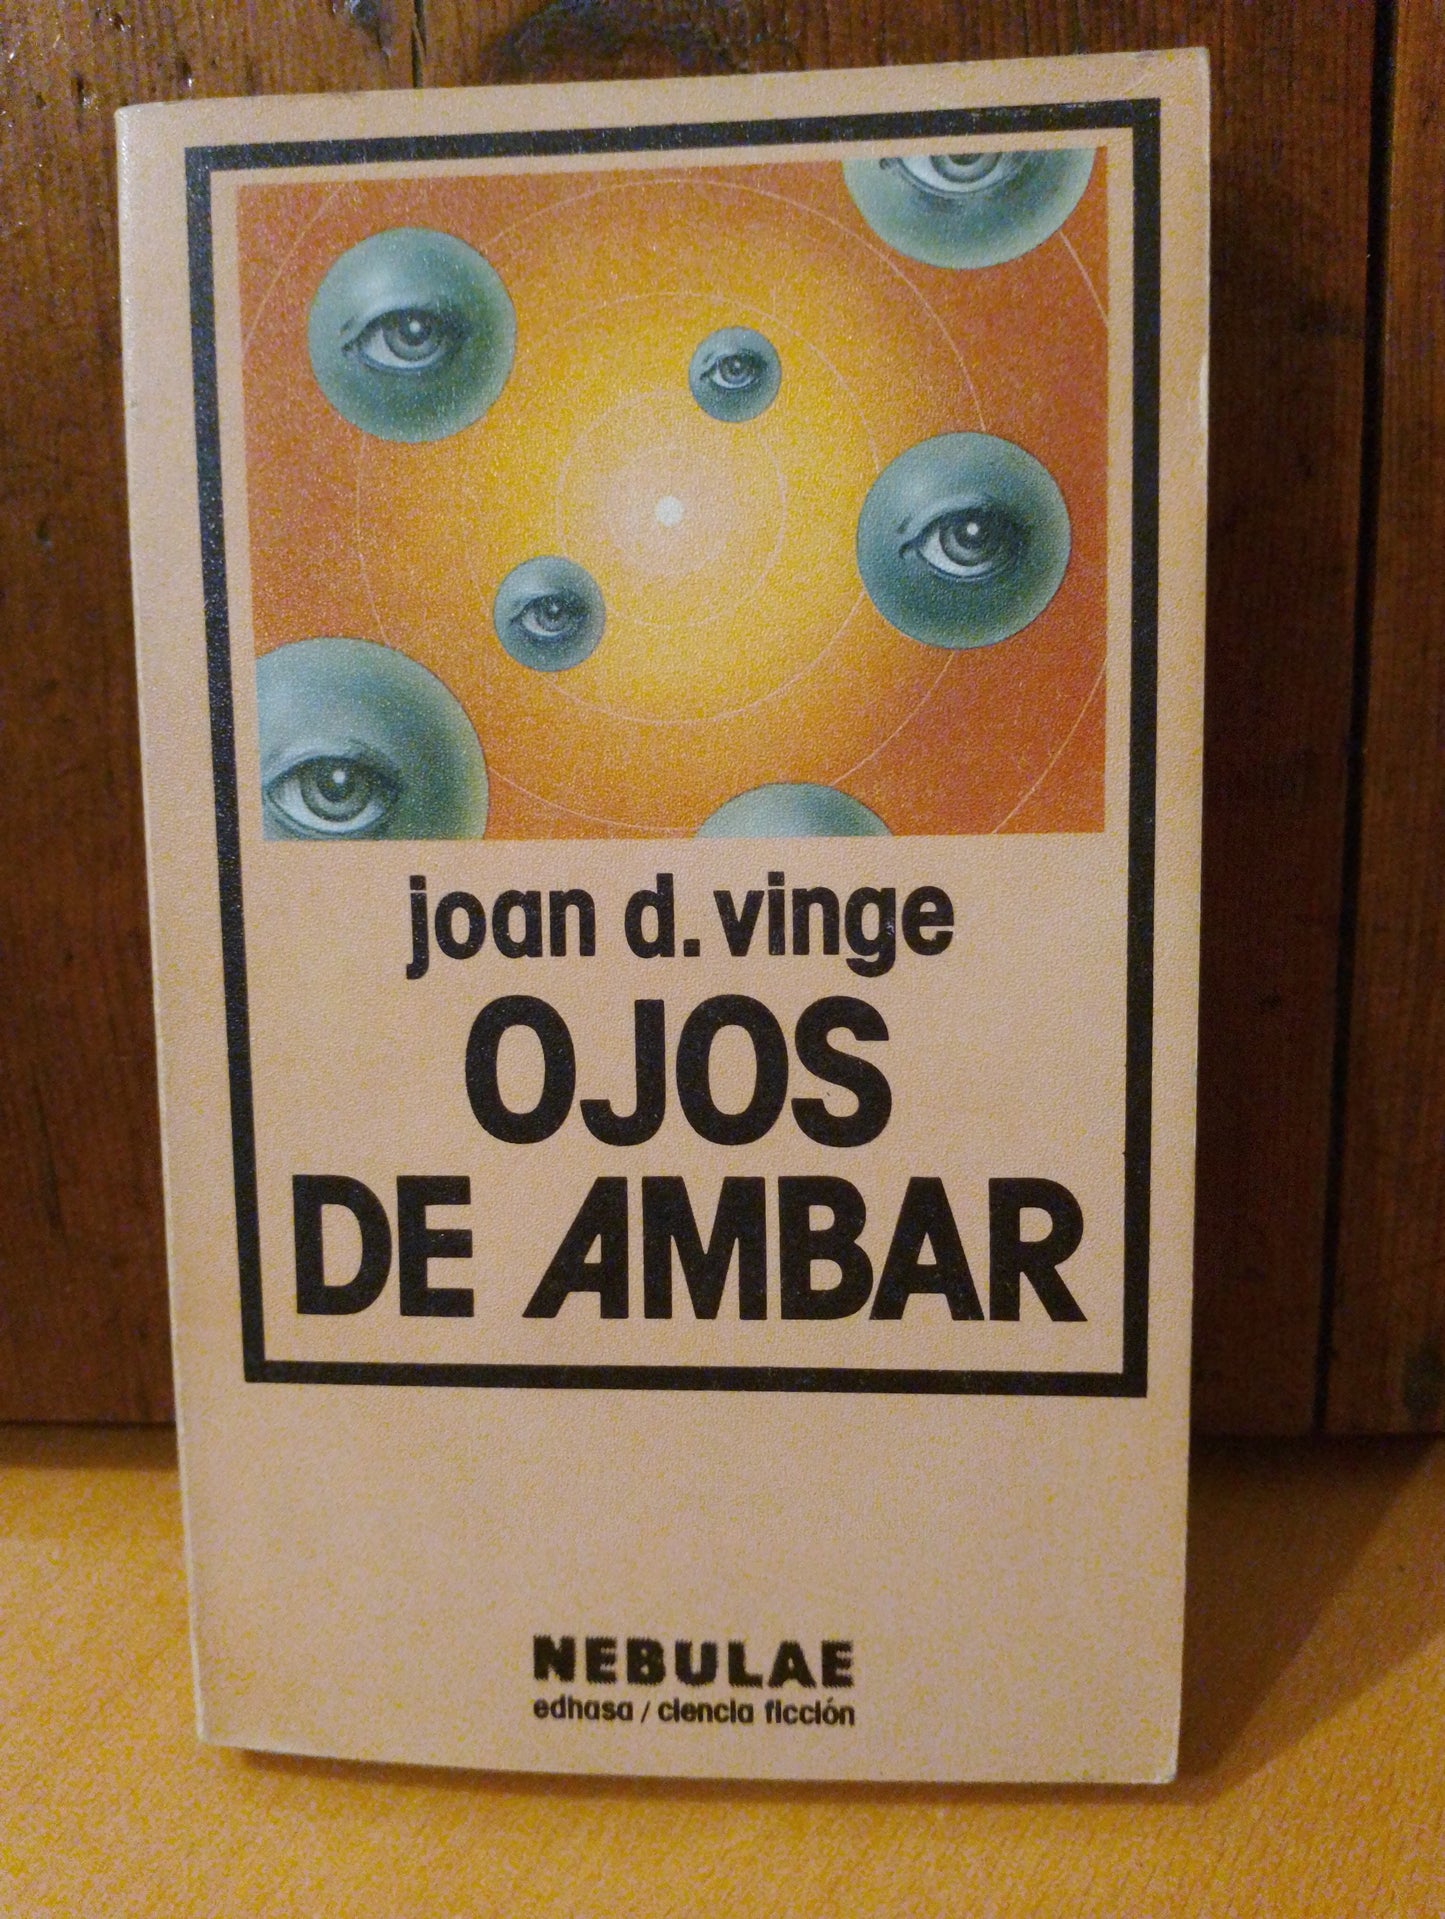 joan d. vinge
OJOS
DE AMBAR
NEBULAE
edhasa / ciencia ficción